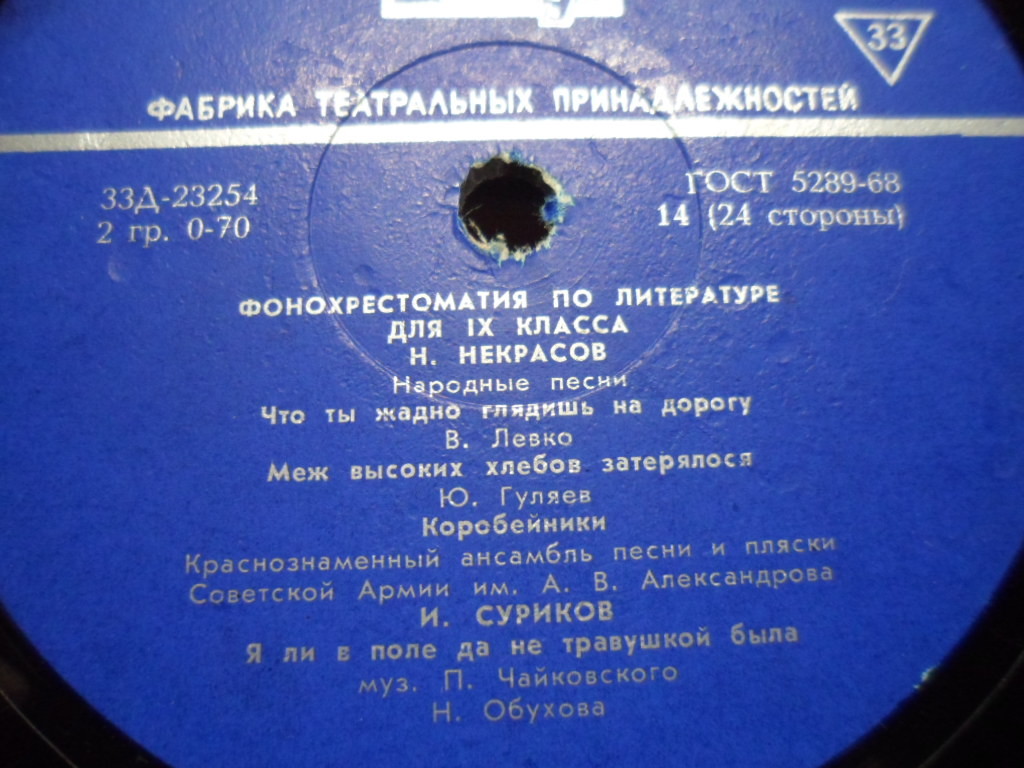 33
ФАБРИКА ТЕАТРАЛЬНЫХ ПРИНАДЛЕЖНОСТЕЙ
33Д-23254
2 гр. 0-70
ГОСТ 5289-68
14 (24 стороны)
ФОНОХРЕСТОМАТИЯ ПО ЛИТЕРАТУРЕ
ДЛЯ IX КЛАССА
Н. НЕКРАСОВ
Народные песни
Что ты жадно глядишь на дорогу
В. Левко
Меж высоких хлебов затерялося
Ю. Гуляев
Коробейники
Краснознаменный ансамбль песни и пляски
Советской Армии им. А. В. Александрова
И. СУРИКОВ
Я ли в поле да не травушкой была
муз. П. Чайковского
Н. Обухова